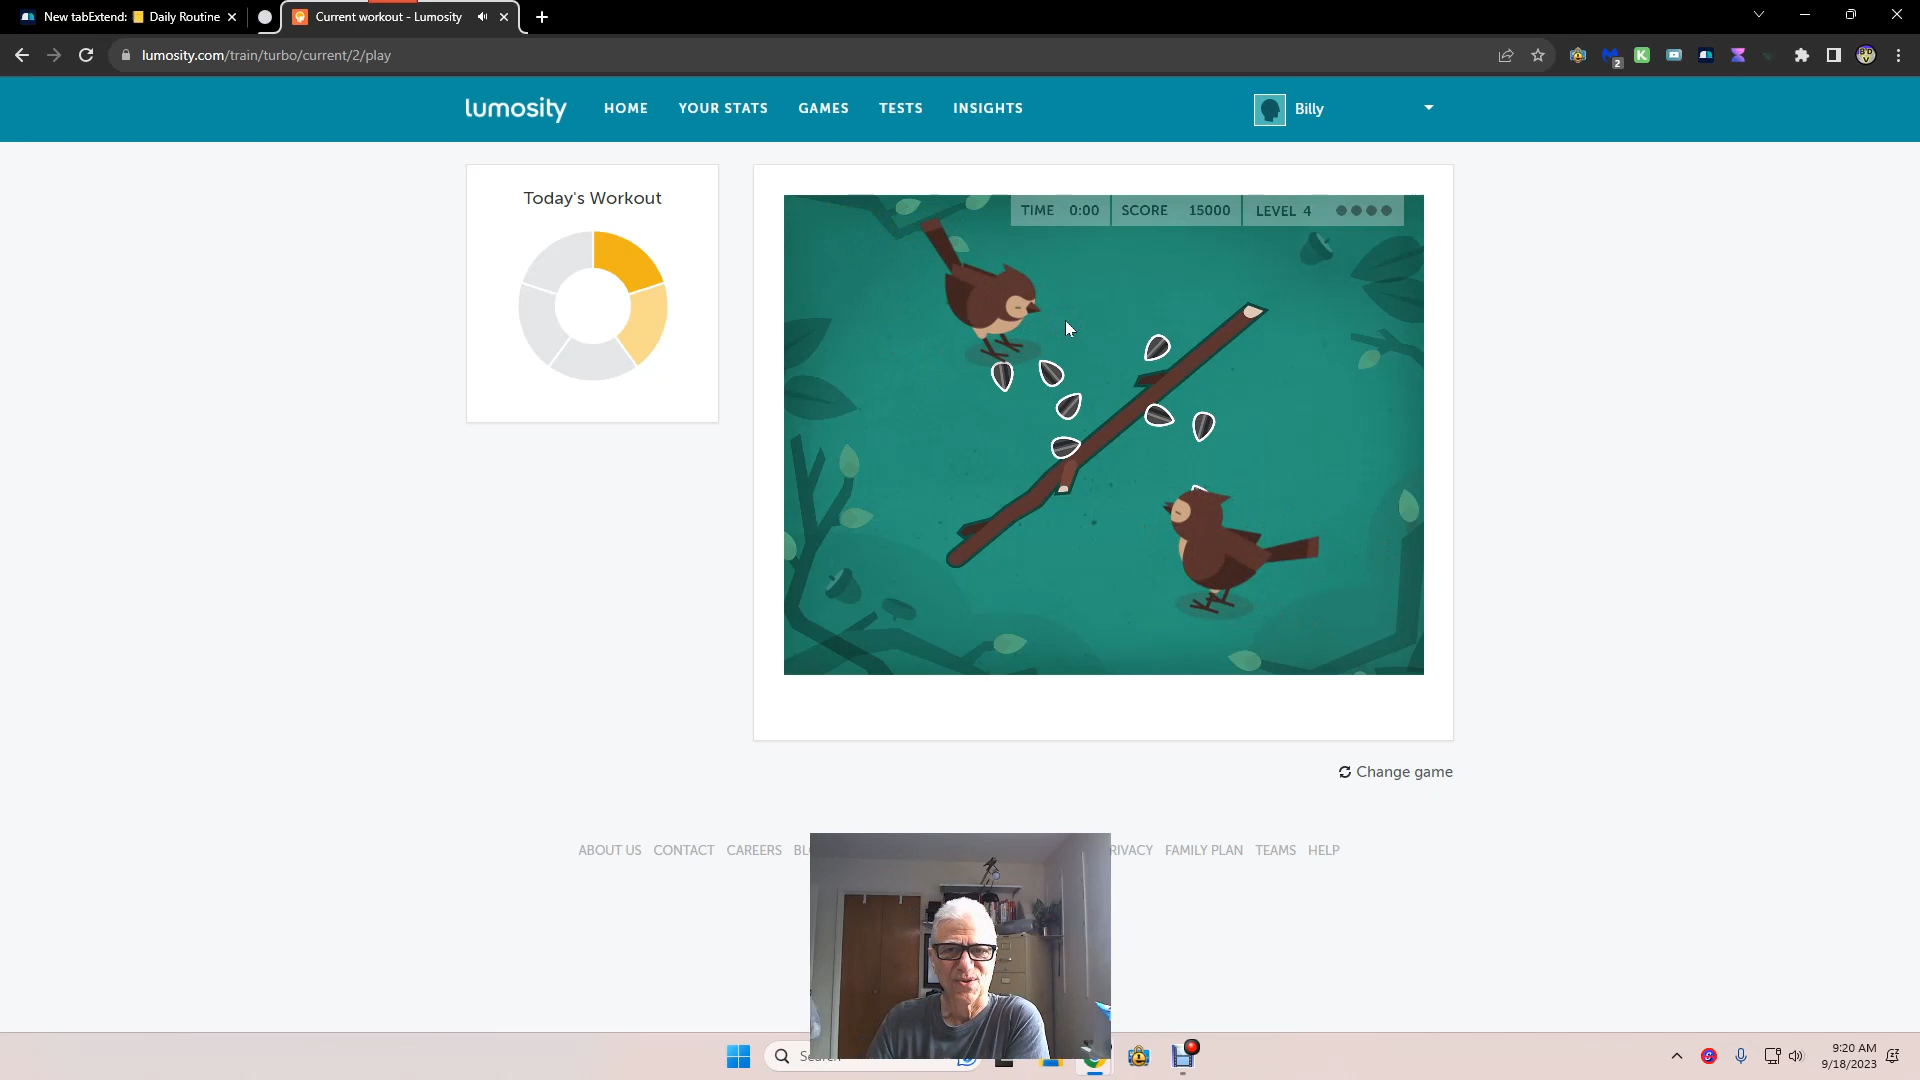 New tabExtend: 📒 Daily Routine
Current workout - Lumosity
lumosity.com/train/turbo/current/2/play
2
K
lumosity
HOME YOUR STATS GAMES TESTS INSIGHTS
Billy
Today's Workout
TIME 0:00 SCORE 15000 LEVEL 4
Change game
ABOUT US CONTACT CAREERS FAMILY PLAN TEAMS HELP
9:20 AM
9/18/2023